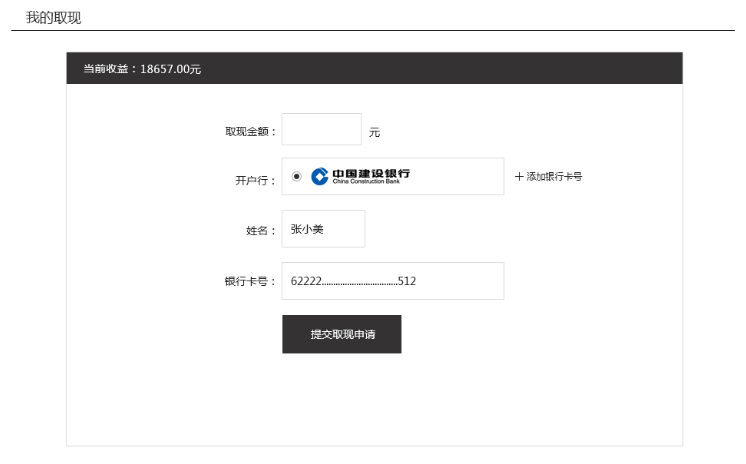 我的取现
当前收益：18657.00元
取现金额： 元
开户行： 中国建设银行 China Construction Bank + 添加银行卡号
姓名： 张小美
银行卡号： 62222.................................512
提交取现申请